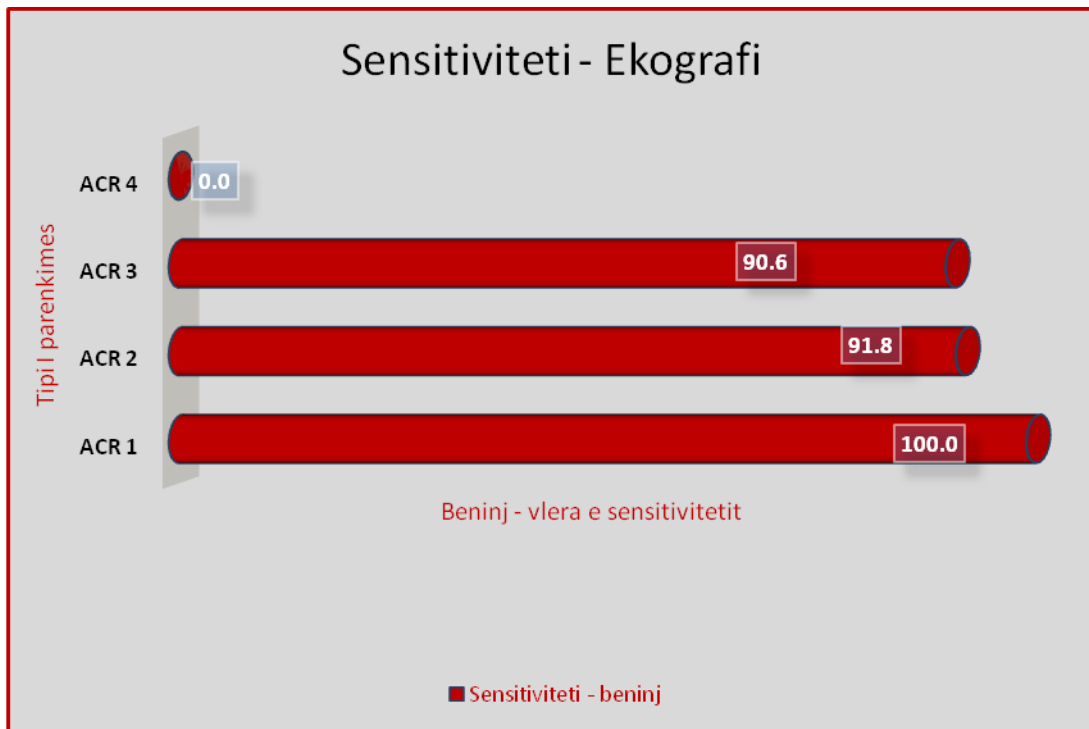 Sensitiviteti - Ekografi
Tipi I parenkimes
ACR 4
0.0
ACR 3
90.6
ACR 2
91.8
ACR 1
100.0
Beninj - vlera e sensitivitetit
Sensitiviteti - beninj